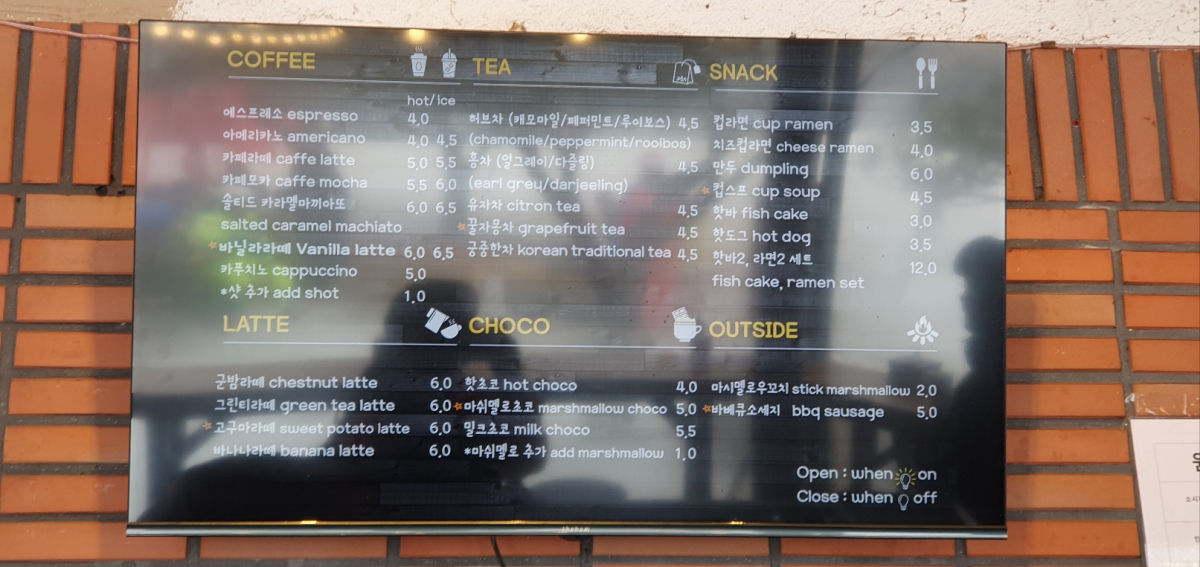 COFFEE
hot/ice
에스프레소 espresso 4.0
아메리카노 americano 4.0 4.5
카페라떼 caffe latte 5.0 5.5
카페모카 caffe mocha 5.5 6.0
솔티드 카라멜마끼아또 6.0 6.5
salted caramel machiato
바닐라라떼 Vanilla latte 6.0 6.5
카푸치노 cappuccino 5.0
*샷 추가 add shot 1.0
TEA
허브차 (캐모마일/페퍼민트/루이보스) 4.5
(chamomile/peppermint/rooibos)
홍차 (얼그레이/다즐링) 4.5
(earl grey/darjeeling)
유자차 citron tea 4.5
꿀자몽차 grapefruit tea 4.5
궁중한차 korean traditional tea 4.5
SNACK
컵라면 cup ramen 3.5
치즈컵라면 cheese ramen 4.0
만두 dumpling 6.0
컵스프 cup soup 4.5
핫바 fish cake 3.0
핫도그 hot dog 3.5
핫바2, 라면2 세트 12.0
fish cake, ramen set
LATTE
군밤라떼 chestnut latte 6.0
그린티라떼 green tea latte 6.0
고구마라떼 sweet potato latte 6.0
바나나라떼 banana latte 6.0
CHOCO
핫초코 hot choco 4.0
마쉬멜로초코 marshmallow choco 5.0
밀크초코 milk choco 5.5
*마쉬멜로 추가 add marshmallow 1.0
OUTSIDE
마시멜로우꼬치 stick marshmallow 2.0
바베큐소세지 bbq sausage 5.0
Open : when on
Close : when off